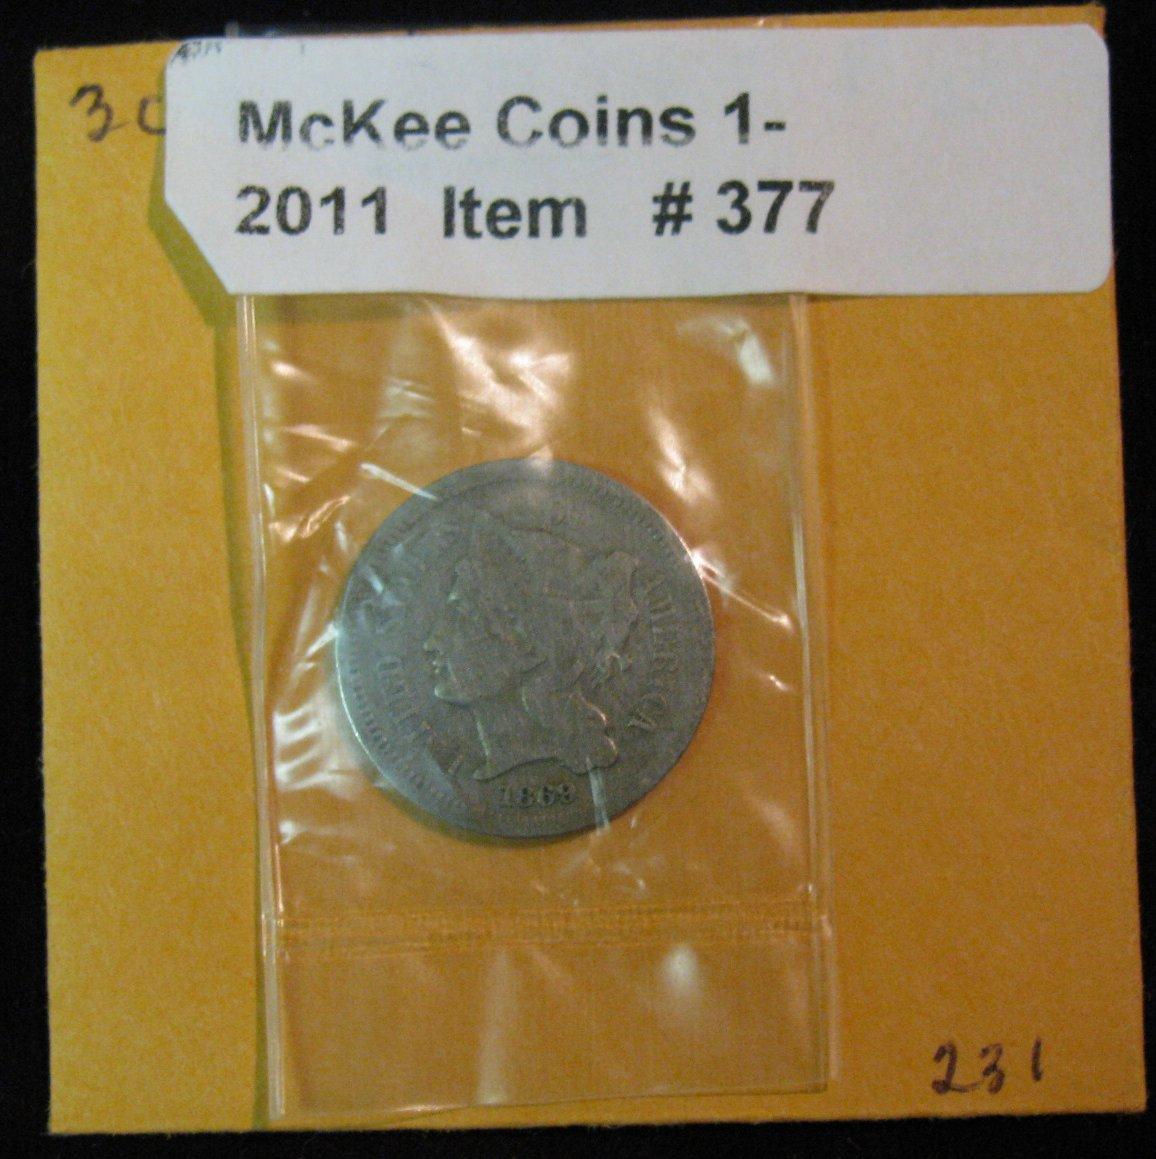 3c
McKee Coins 1-
2011 Item # 377
UNITED STATES OF AMERICA
1868
231